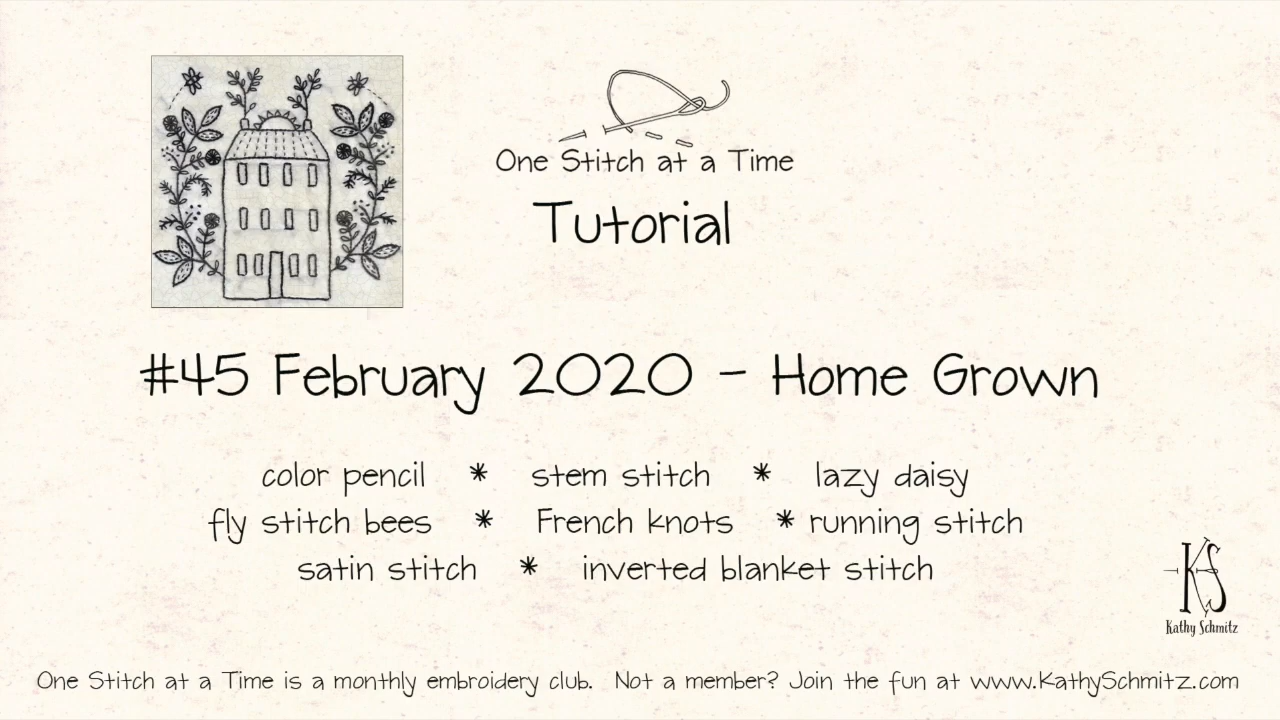 One Stitch at a Time
Tutorial
#45 February 2020 - Home Grown
color pencil * stem stitch * lazy daisy
fly stitch bees * French knots * running stitch
satin stitch * inverted blanket stitch
KS
Kathy Schmitz
One Stitch at a Time is a monthly embroidery club. Not a member? Join the fun at www.KathySchmitz.com